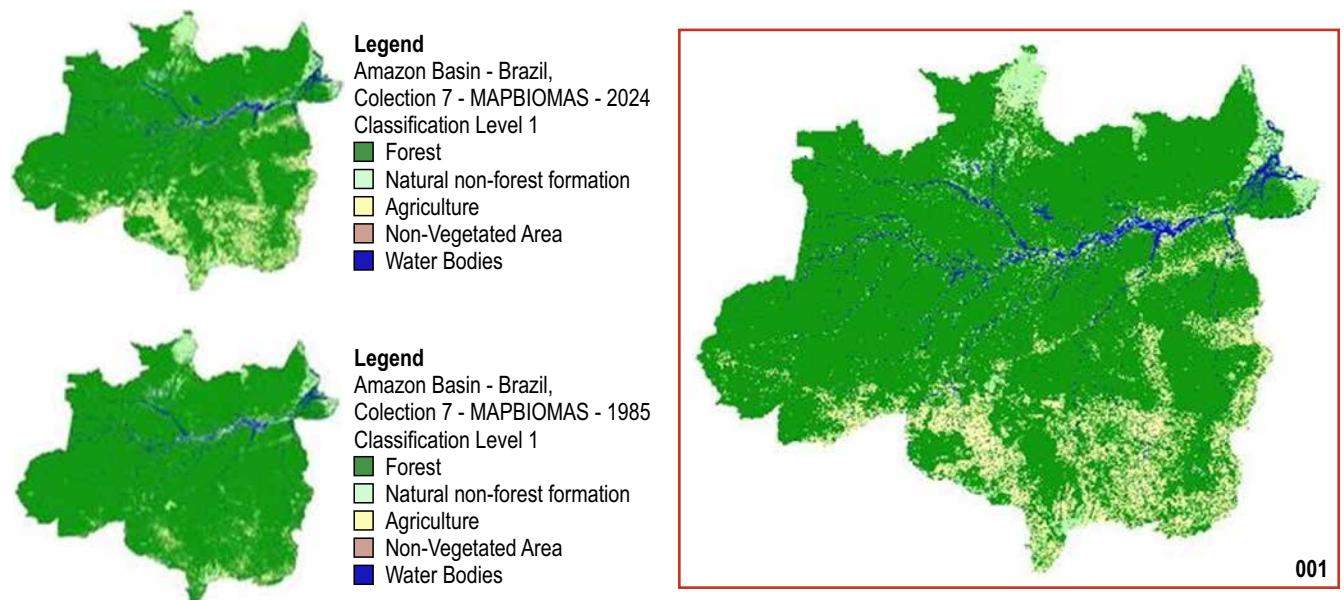 Legend
Amazon Basin - Brazil,
Colection 7 - MAPBIOMAS - 2024
Classification Level 1
Forest
Natural non-forest formation
Agriculture
Non-Vegetated Area
Water Bodies
Legend
Amazon Basin - Brazil,
Colection 7 - MAPBIOMAS - 1985
Classification Level 1
Forest
Natural non-forest formation
Agriculture
Non-Vegetated Area
Water Bodies
001